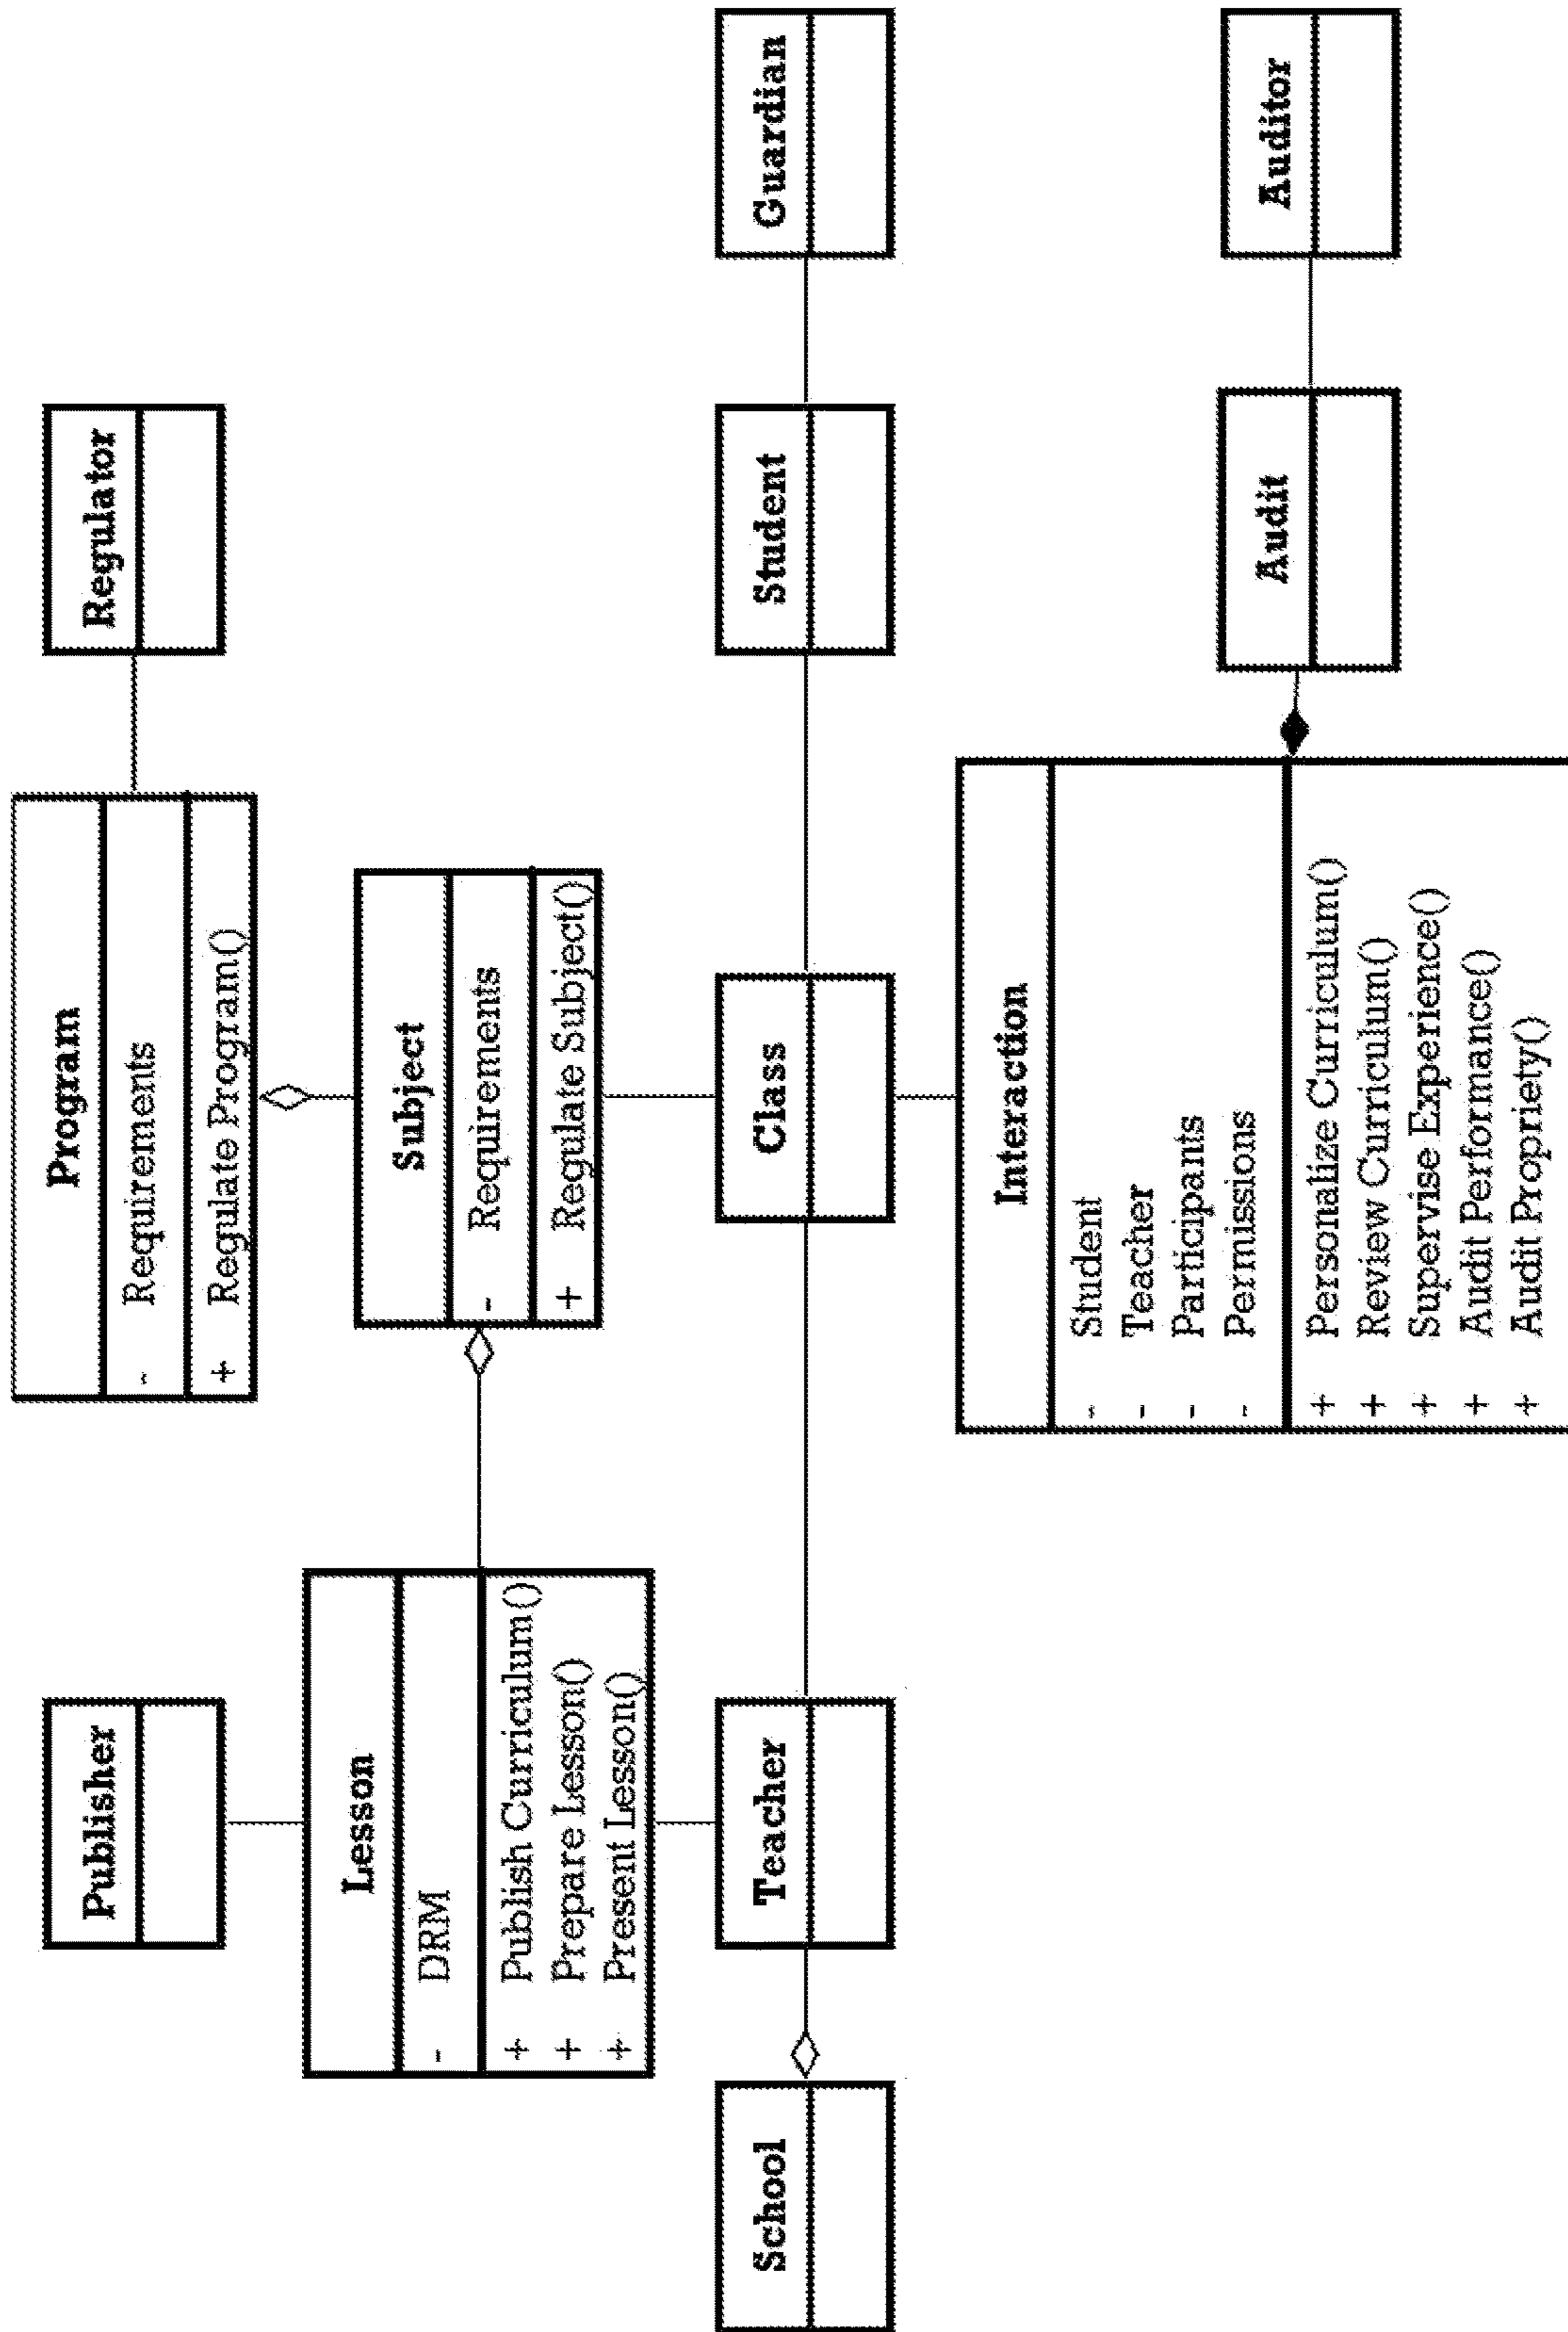 Publisher
Program
Regulator
- Requirements
+ Regulate Program()
Lesson
- DRM
+ Publish Curriculum()
+ Prepare Lesson()
+ Present Lesson()
Subject
- Requirements
+ Regulate Subject()
School
Teacher
Class
Student
Guardian
Interaction
- Student
- Teacher
- Participants
- Permissions
+ Personalize Curriculum()
+ Review Curriculum()
+ Supervise Experience()
+ Audit Performance()
+ Audit Propriety()
Audit
Auditor